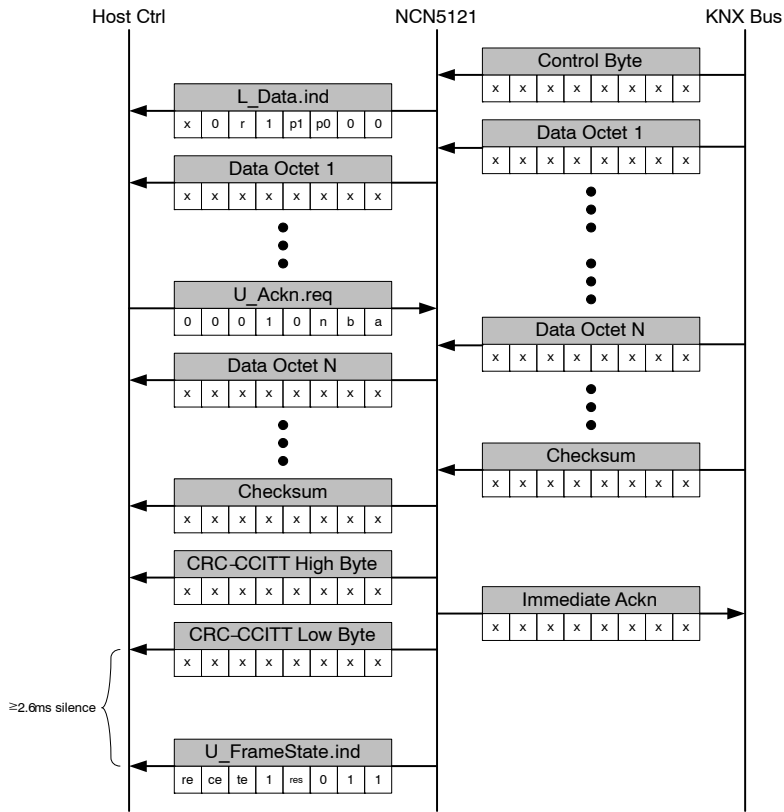 Host Ctrl NCN5121 KNX Bus
Control Byte
x x x x x x x x
L_Data.ind
x 0 r 1 p1 p0 0 0
Data Octet 1
x x x x x x x x
Data Octet 1
x x x x x x x x
U_Ackn.req
0 0 0 1 0 n b a
Data Octet N
x x x x x x x x
Data Octet N
x x x x x x x x
Checksum
x x x x x x x x
Checksum
x x x x x x x x
CRC-CCITT High Byte
x x x x x x x x
Immediate Ackn
x x x x x x x x
CRC-CCITT Low Byte
x x x x x x x x
≥2.6ms silence
U_FrameState.ind
re ce te 1 res 0 1 1